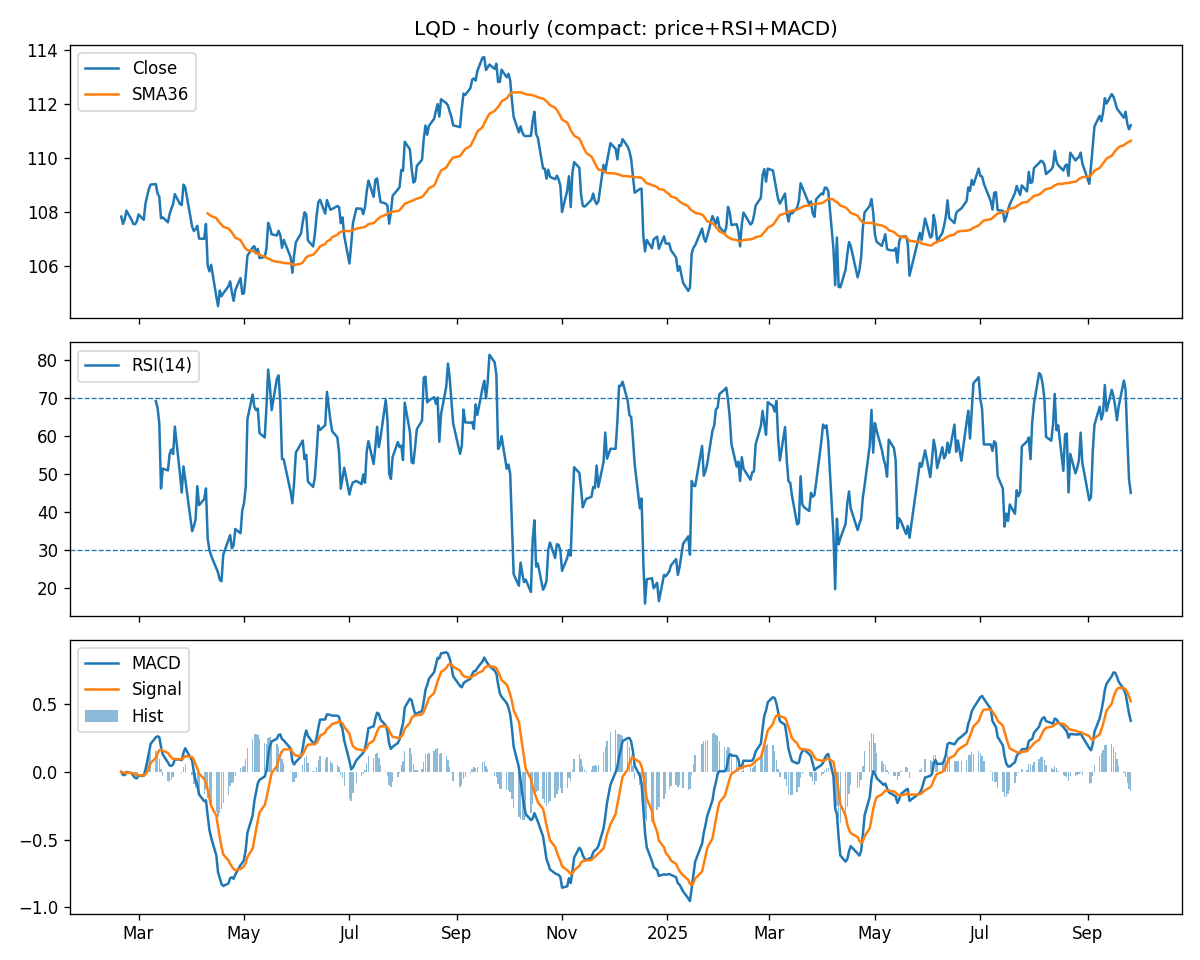 LQD - hourly (compact: price+RSI+MACD)
114
112
110
108
106
Close
SMA36
80
70
60
50
40
30
20
RSI(14)
0.5
0.0
−0.5
−1.0
MACD
Signal
Hist
Mar May Jul Sep Nov 2025 Mar May Jul Sep